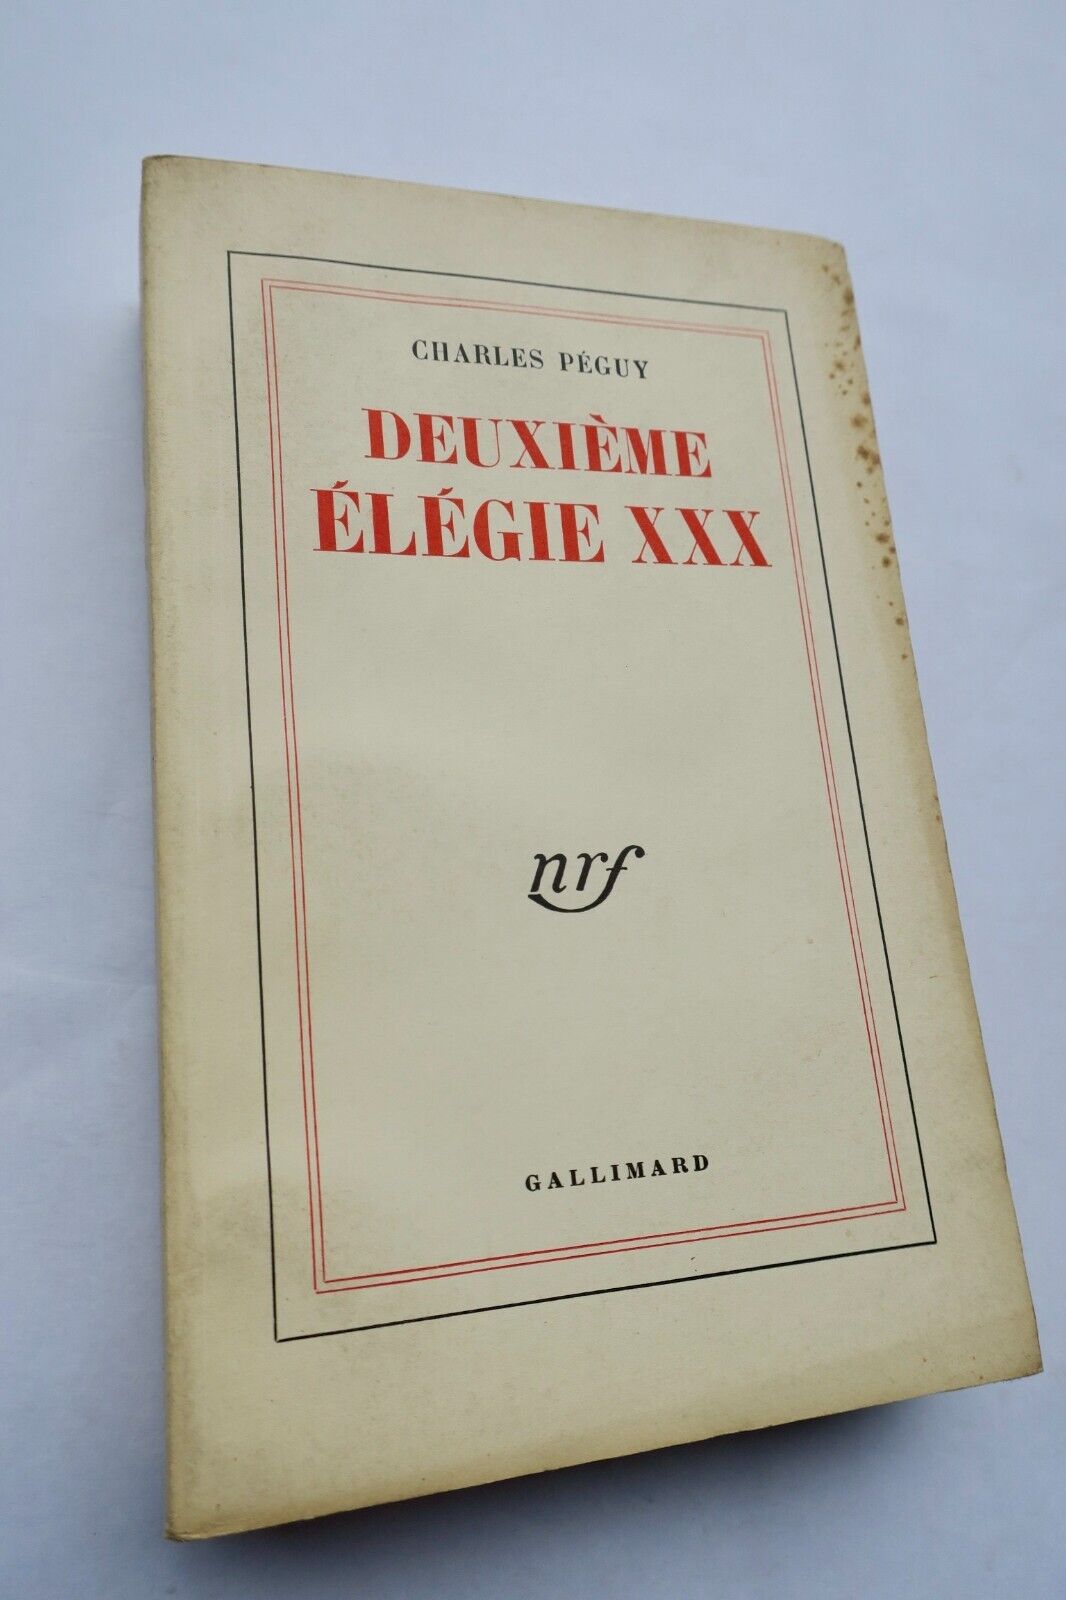 CHARLES PÉGUY
DEUXIÈME
ÉLÉGIE XXX
nrf
GALLIMARD